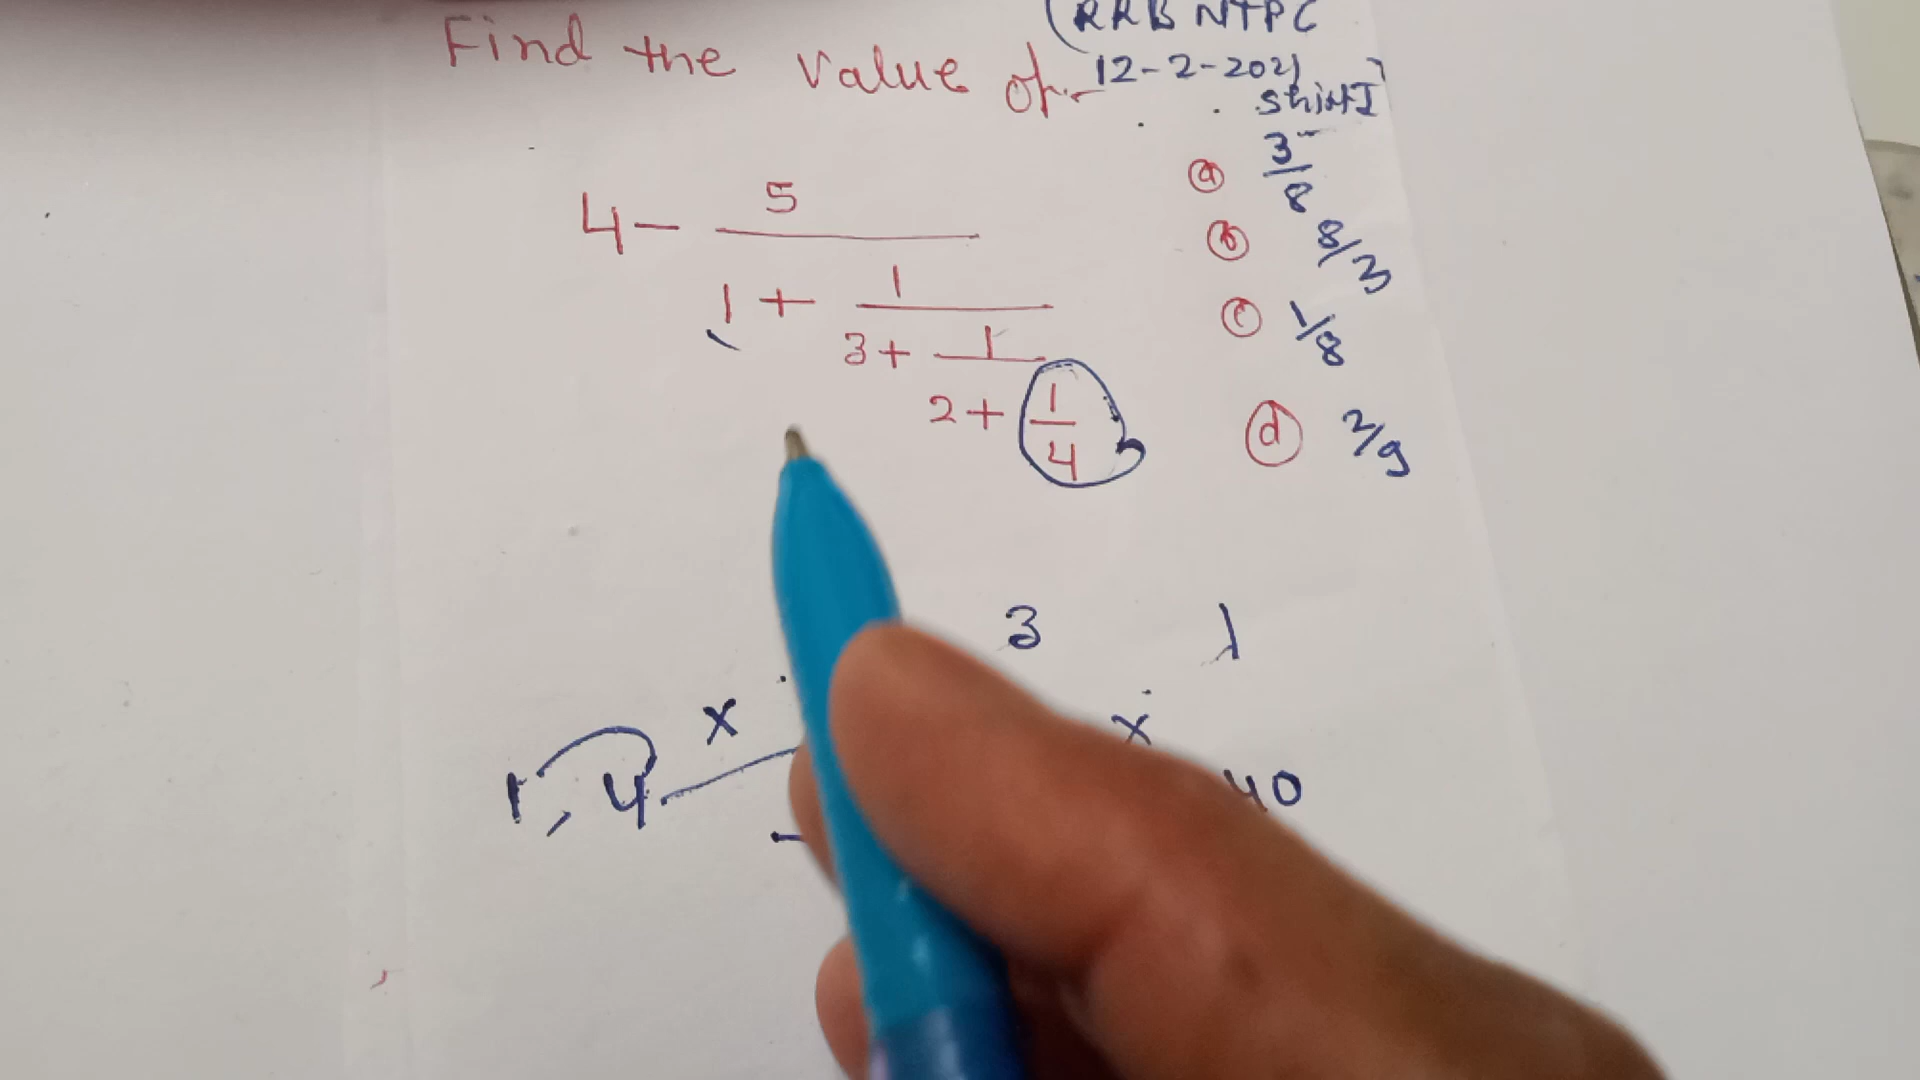 (RRB NTPC
Find the value of:- 12-2-2021
Shift I)
4 - 5
1 + 1
3 + 1
2 + 1
4
(a) 3/8
(b) 8/3
(c) 1/8
(d) 2/9
3 1
x x
1, 4 40